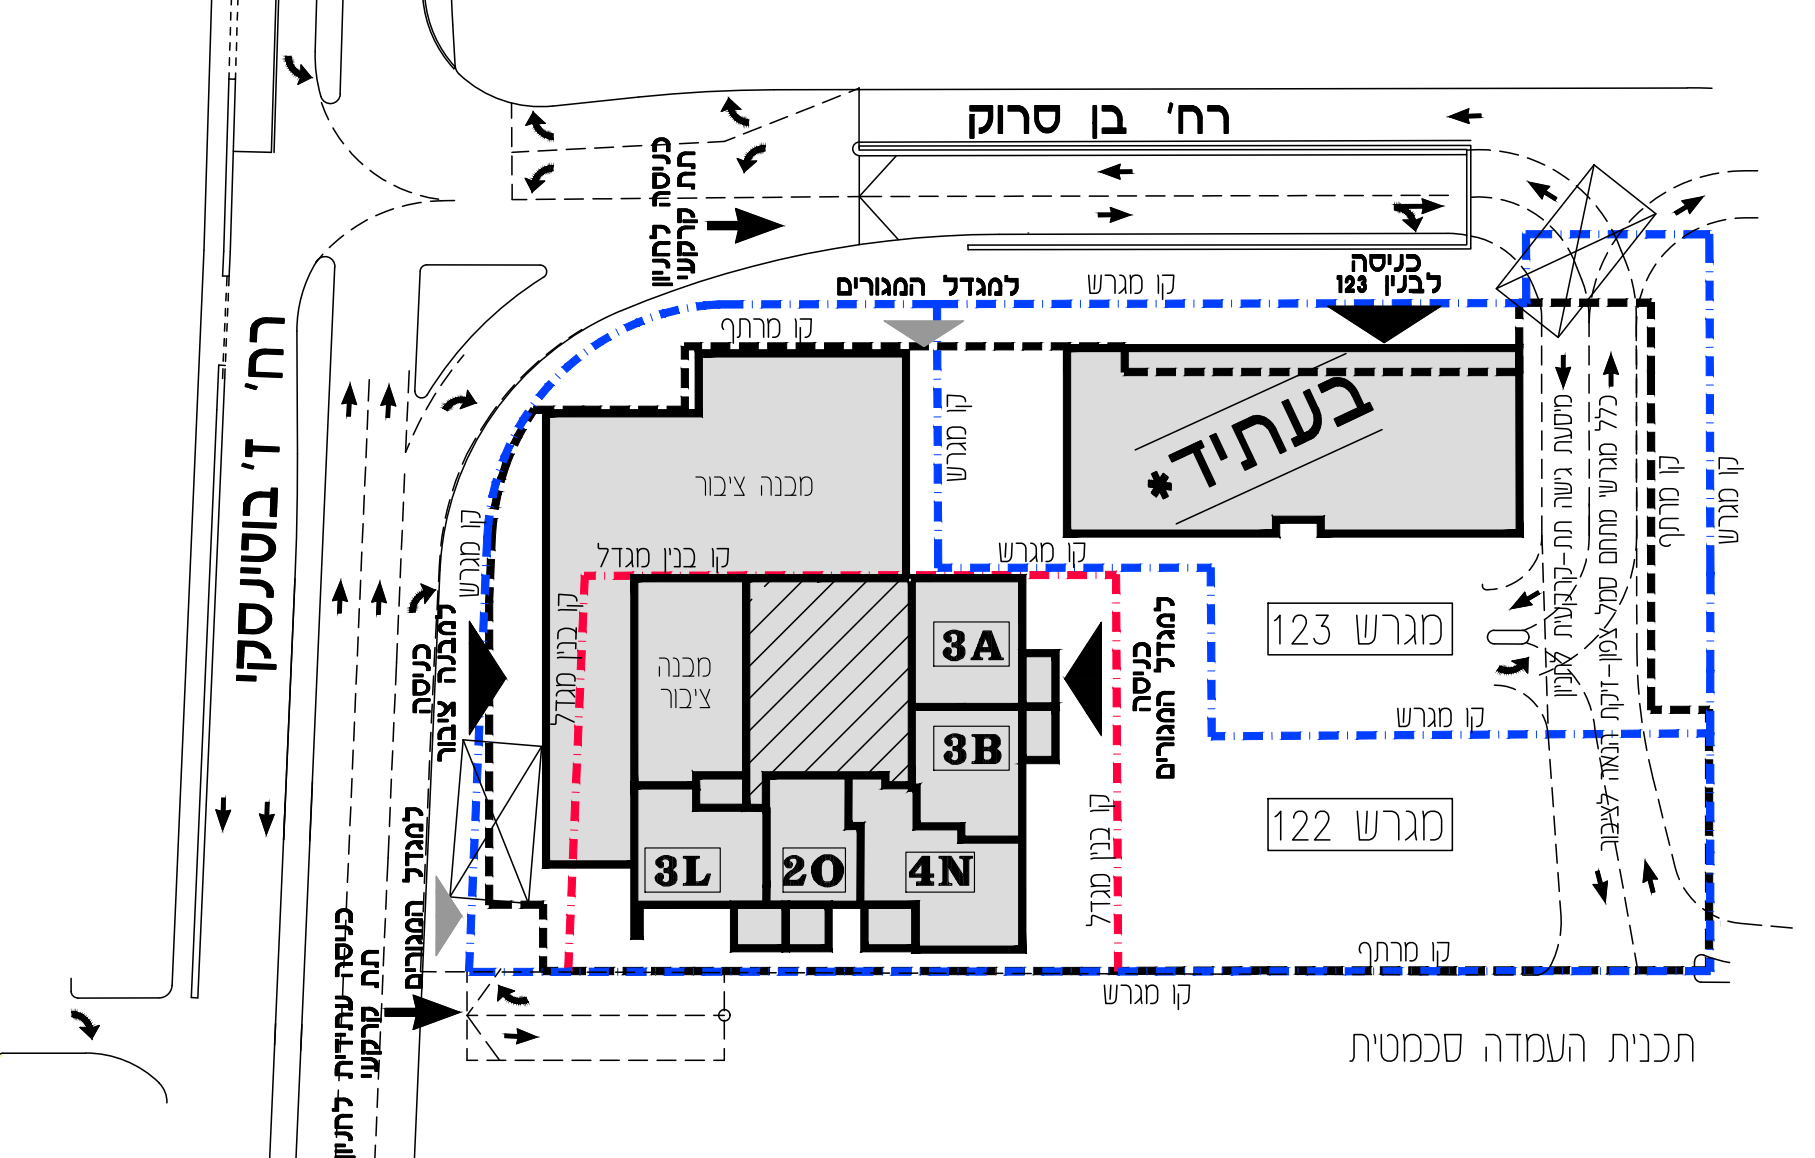 רח' בן סרוק
כניסה לחניון
תת קרקעי
למגדל המגורים
קו מגרש
כניסה
לבנין 123
קו מרתף
רח' ז'בוטינסקי
בעתיד*
קו מגרש
מבנה ציבור
קו מגרש
קו מגרש
קו בנין מגדל
קו בנין מגדל
מבנה
ציבור
3A
3B
3L
2O
4N
כניסה
למבנה ציבור
כניסה
למגדל המגורים
מגרש 123
מגרש 122
קו מגרש
קו מרתף
קו מגרש
קו בנין מגדל
למגדל המגורים
כניסה עתידית לחניון
תת קרקעי
קו מרתף
קו מגרש
תכנית העמדה סכמטית